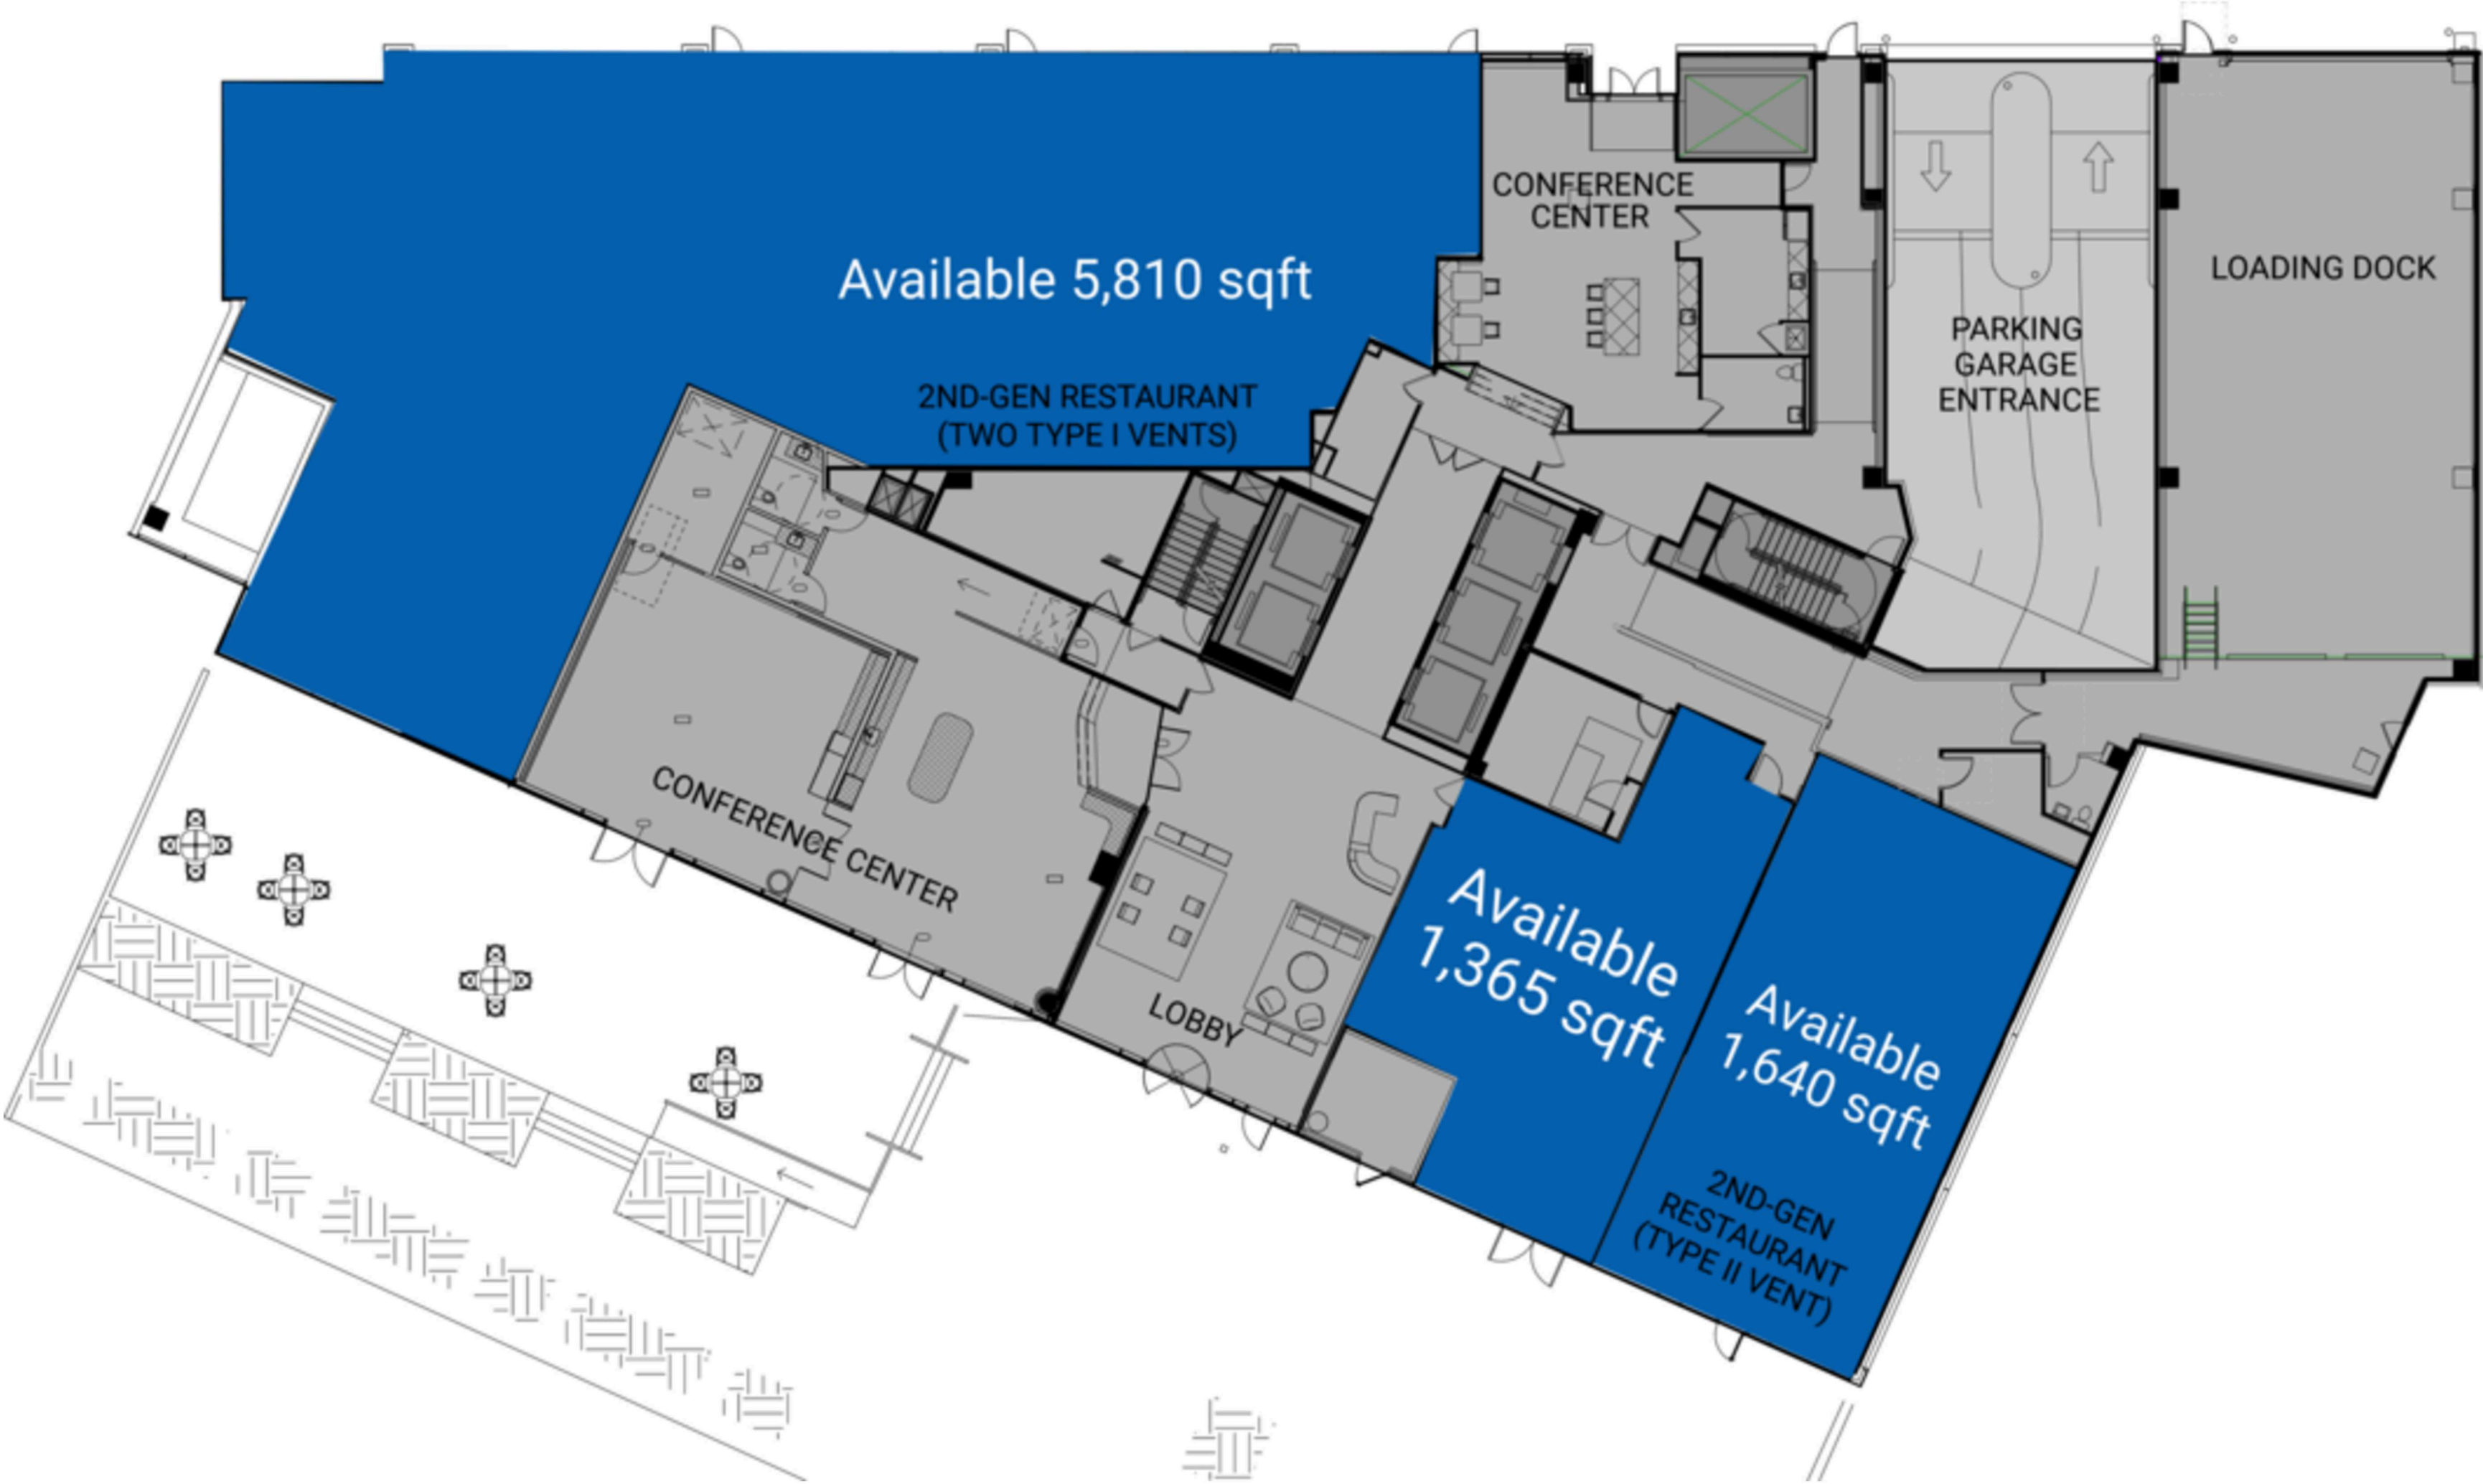 CONFERENCE
CENTER
Available 5,810 sqft
LOADING DOCK
PARKING
GARAGE
ENTRANCE
2ND-GEN RESTAURANT
(TWO TYPE I VENTS)
CONFERENCE CENTER
LOBBY
Available
1,365 sqft
Available
1,640 sqft
2ND-GEN
RESTAURANT
(TYPE II VENT)